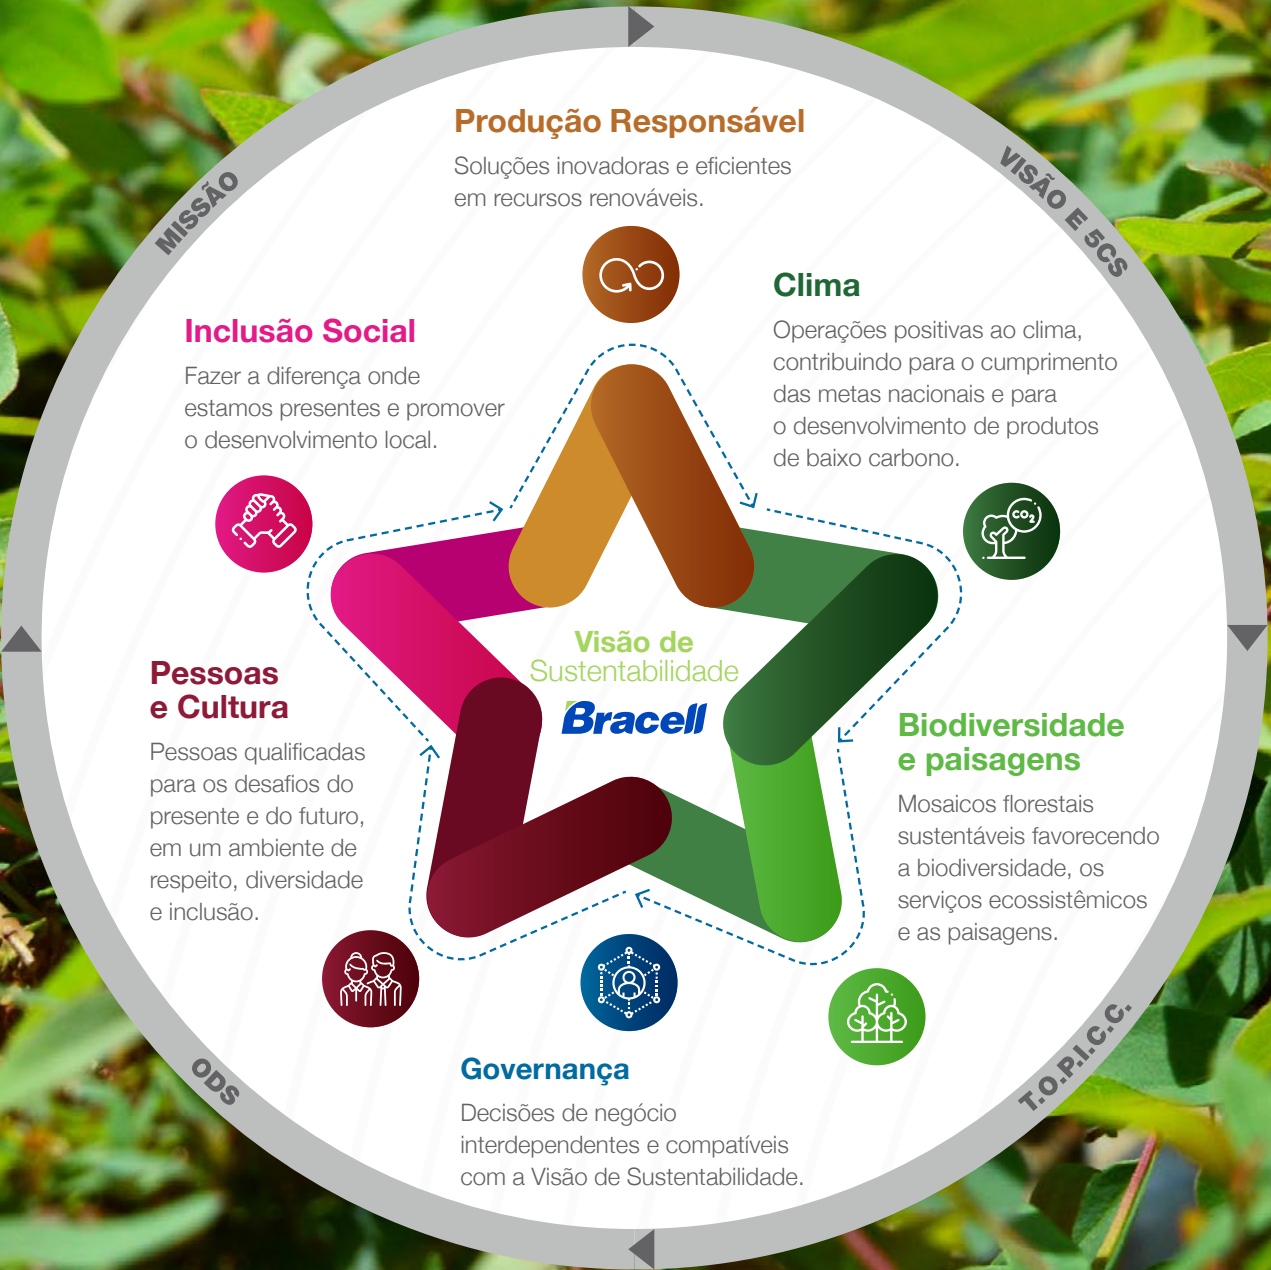 MISSÃO
VISÃO E 5CS
Produção Responsável
Soluções inovadoras e eficientes
em recursos renováveis.
Clima
Operações positivas ao clima,
contribuindo para o cumprimento
das metas nacionais e para
o desenvolvimento de produtos
de baixo carbono.
CO2
Inclusão Social
Fazer a diferença onde
estamos presentes e promover
o desenvolvimento local.
Visão de
Sustentabilidade
Bracell
Pessoas
e Cultura
Pessoas qualificadas
para os desafios do
presente e do futuro,
em um ambiente de
respeito, diversidade
e inclusão.
Biodiversidade
e paisagens
Mosaicos florestais
sustentáveis favorecendo
a biodiversidade, os
serviços ecossistêmicos
e as paisagens.
Governança
Decisões de negócio
interdependentes e compatíveis
com a Visão de Sustentabilidade.
ODS
T.O.P.I.C.C.